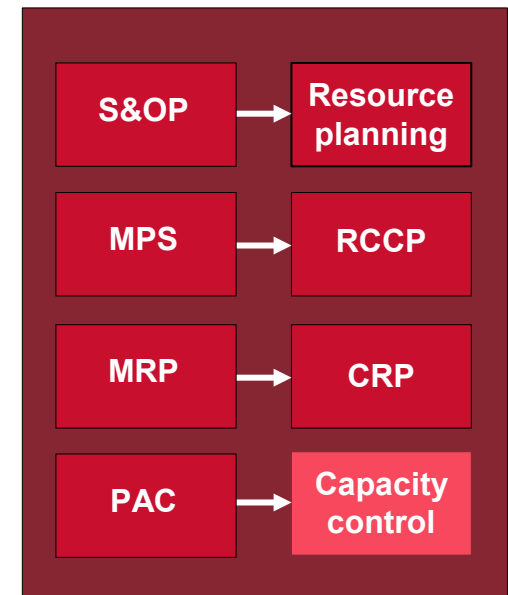 S&OP
Resource
planning
MPS
RCCP
MRP
CRP
PAC
Capacity
control